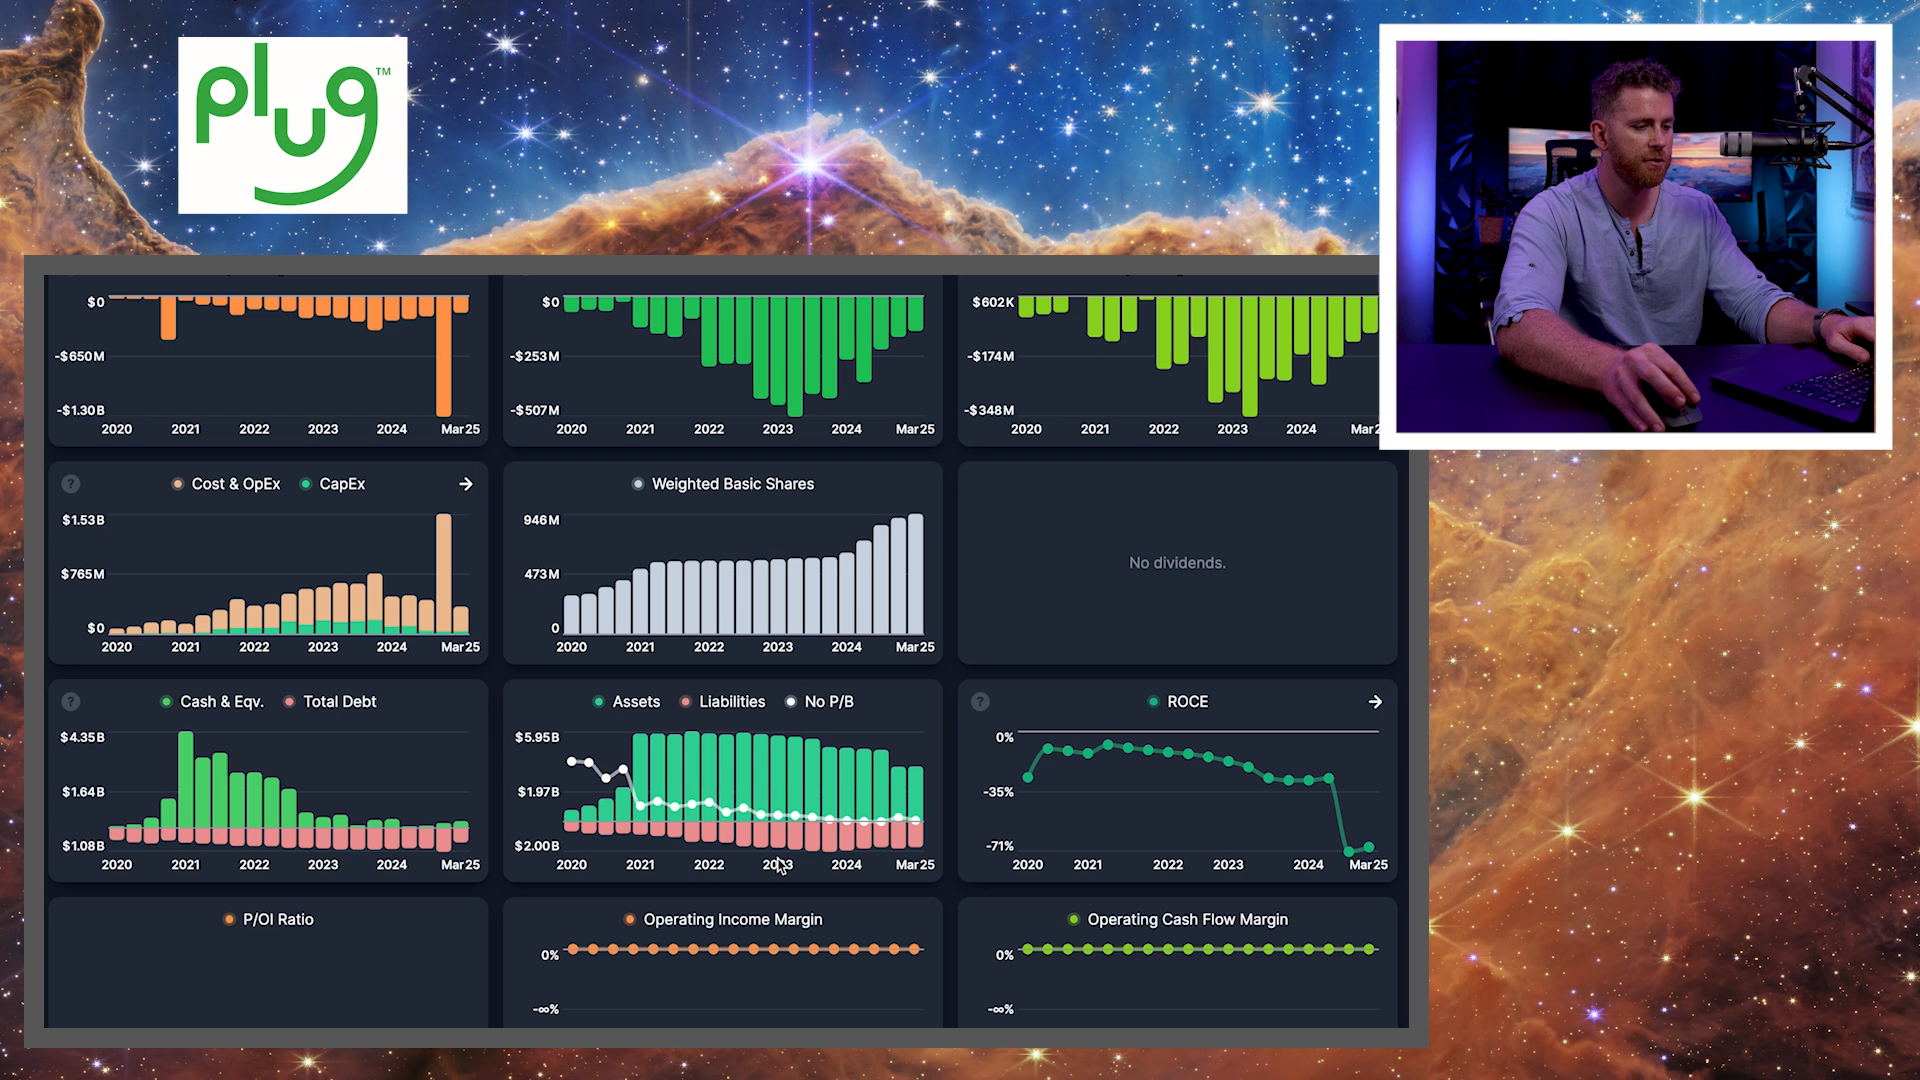 plug™
$0
-$650M
-$1.30B
2020 2021 2022 2023 2024 Mar25
$0
-$253M
-$507M
2020 2021 2022 2023 2024 Mar25
$602K
-$174M
-$348M
2020 2021 2022 2023 2024
? Cost & OpEx CapEx →
$1.53B
$765M
$0
2020 2021 2022 2023 2024 Mar25
Weighted Basic Shares
946M
473M
0
2020 2021 2022 2023 2024 Mar25
No dividends.
? Cash & Eqv. Total Debt
$4.35B
$1.64B
$1.08B
2020 2021 2022 2023 2024 Mar25
Assets Liabilities No P/B
$5.95B
$1.97B
$2.00B
2020 2021 2022 2023 2024 Mar25
? ROCE →
0%
-35%
-71%
2020 2021 2022 2023 2024 Mar25
P/OI Ratio
Operating Income Margin
0%
-∞%
Operating Cash Flow Margin
0%
-∞%